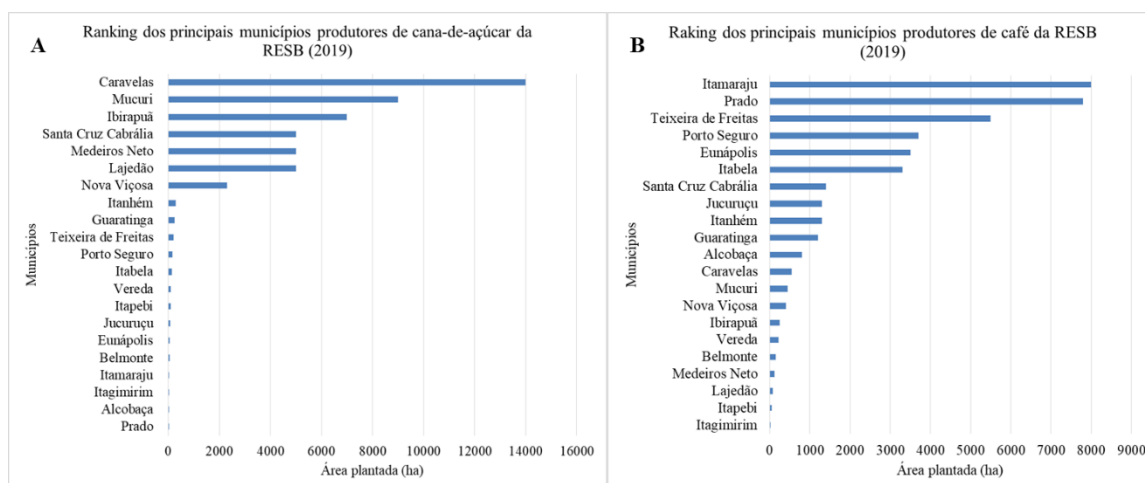 A
Ranking dos principais municípios produtores de cana-de-açúcar da
RESB (2019)
Municípios
Caravelas
Mucuri
Ibirapuã
Santa Cruz Cabrália
Medeiros Neto
Lajedão
Nova Viçosa
Itanhém
Guaratinga
Teixeira de Freitas
Porto Seguro
Itabela
Vereda
Itapebi
Jucuruçu
Eunápolis
Belmonte
Itamaraju
Itagimirim
Alcobaça
Prado
0 2000 4000 6000 8000 10000 12000 14000 16000
Área plantada (ha)
B
Raking dos principais municípios produtores de café da RESB
(2019)
Municípios
Itamaraju
Prado
Teixeira de Freitas
Porto Seguro
Eunápolis
Itabela
Santa Cruz Cabrália
Jucuruçu
Itanhém
Guaratinga
Alcobaça
Caravelas
Mucuri
Nova Viçosa
Ibirapuã
Vereda
Belmonte
Medeiros Neto
Lajedão
Itapebi
Itagimirim
0 1000 2000 3000 4000 5000 6000 7000 8000 9000
Área plantada (ha)